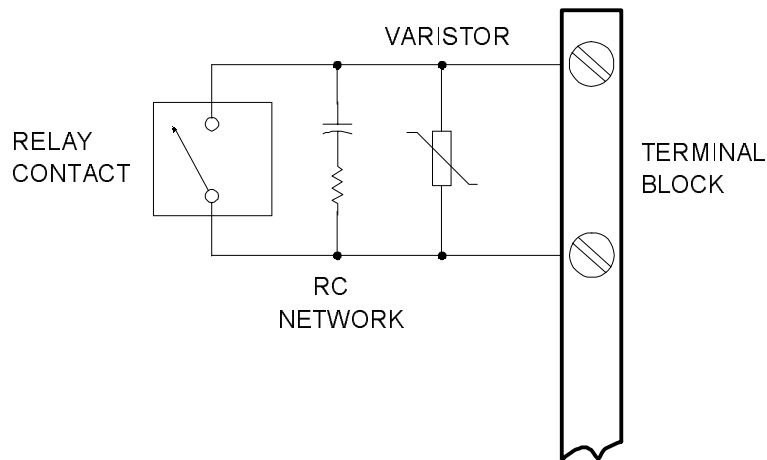 VARISTOR
RELAY
CONTACT
TERMINAL
BLOCK
RC
NETWORK